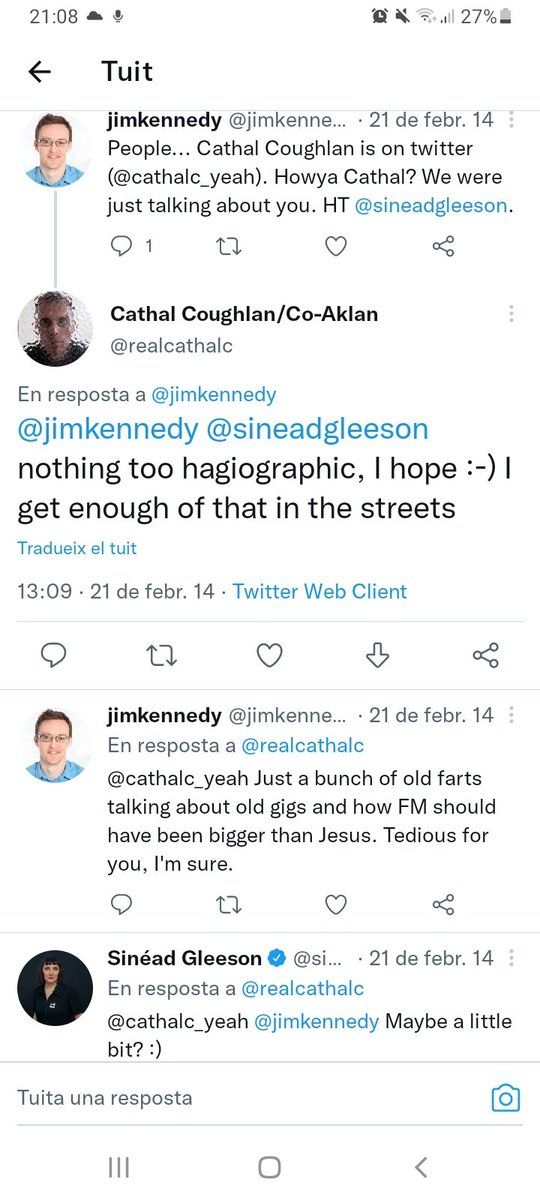 21:08 27%
Tuit
jimkennedy @jimkenne... · 21 de febr. 14
People... Cathal Coughlan is on twitter
(@cathalc_yeah). Howya Cathal? We were
just talking about you. HT @sineadgleeson.
1
Cathal Coughlan/Co-Aklan
@realcathalc
En resposta a @jimkennedy
@jimkennedy @sineadgleeson
nothing too hagiographic, I hope :-) I
get enough of that in the streets
Tradueix el tuit
13:09 · 21 de febr. 14 · Twitter Web Client
jimkennedy @jimkenne... · 21 de febr. 14
En resposta a @realcathalc
@cathalc_yeah Just a bunch of old farts
talking about old gigs and how FM should
have been bigger than Jesus. Tedious for
you, I'm sure.
Sinéad Gleeson @si... · 21 de febr. 14
En resposta a @realcathalc
@cathalc_yeah @jimkennedy Maybe a little
bit? :)
Tuita una resposta